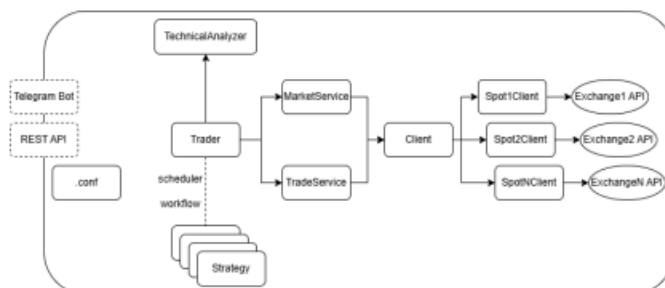 TechnicalAnalyzer
Telegram Bot
MarketService
Spot1Client
Exchange1 API
REST API
Trader
Client
Spot2Client
Exchange2 API
.conf
scheduler
TradeService
SpotNClient
ExchangeN API
workflow
Strategy